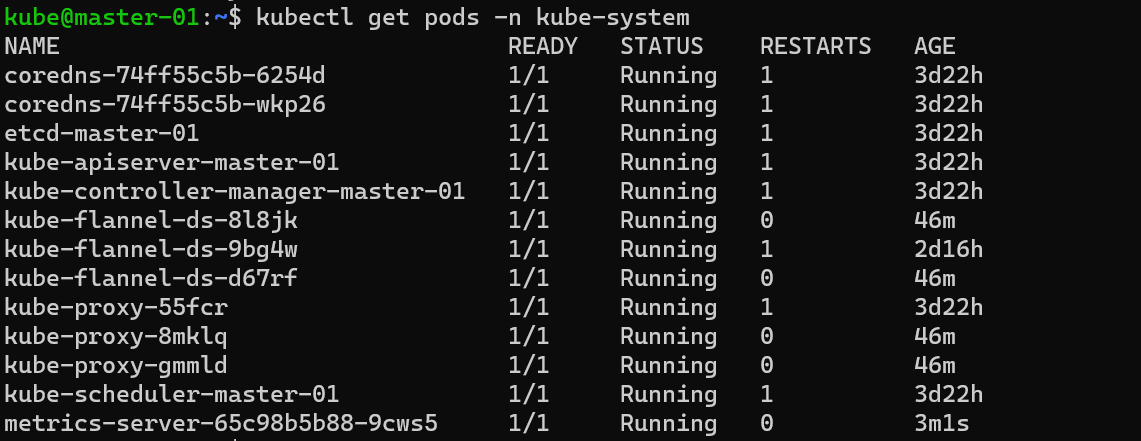 kube@master-01:~$ kubectl get pods -n kube-system
NAME READY STATUS RESTARTS AGE
coredns-74ff55c5b-6254d 1/1 Running 1 3d22h
coredns-74ff55c5b-wkp26 1/1 Running 1 3d22h
etcd-master-01 1/1 Running 1 3d22h
kube-apiserver-master-01 1/1 Running 1 3d22h
kube-controller-manager-master-01 1/1 Running 1 3d22h
kube-flannel-ds-8l8jk 1/1 Running 0 46m
kube-flannel-ds-9bg4w 1/1 Running 1 2d16h
kube-flannel-ds-d67rf 1/1 Running 0 46m
kube-proxy-55fcr 1/1 Running 1 3d22h
kube-proxy-8mklq 1/1 Running 0 46m
kube-proxy-gmmld 1/1 Running 0 46m
kube-scheduler-master-01 1/1 Running 1 3d22h
metrics-server-65c98b5b88-9cws5 1/1 Running 0 3m1s